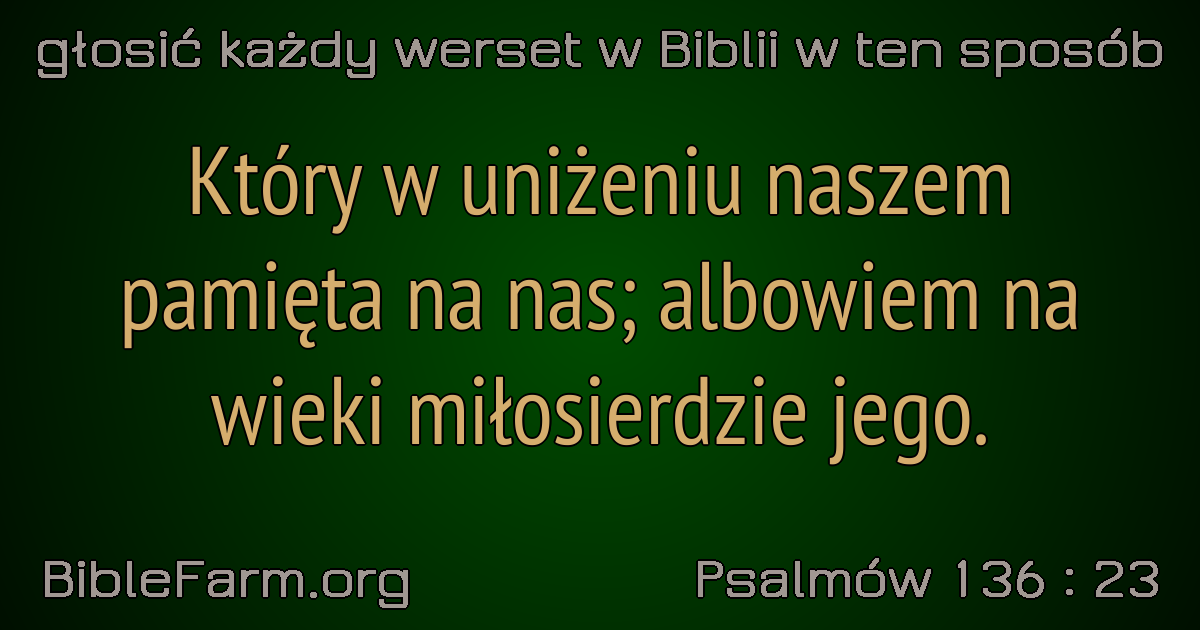 głosić każdy werset w Biblii w ten sposób
Który w uniżeniu naszem
pamięta na nas; albowiem na
wieki miłosierdzie jego.
BibleFarm.org
Psalmów 136 : 23